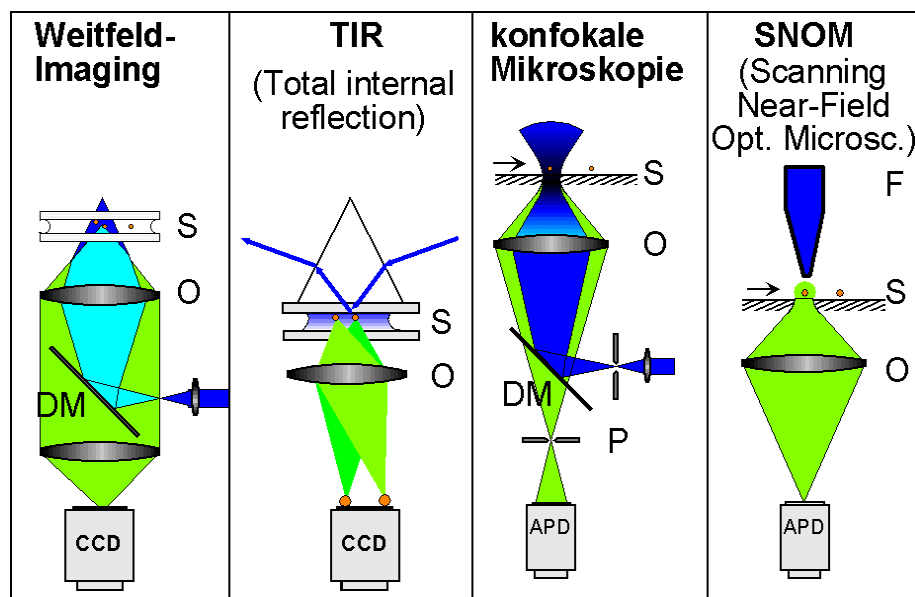 Weitfeld-
Imaging
S
O
DM
CCD
TIR
(Total internal
reflection)
S
O
CCD
konfokale
Mikroskopie
S
O
DM
P
APD
SNOM
(Scanning
Near-Field
Opt. Microsc.)
F
S
O
APD